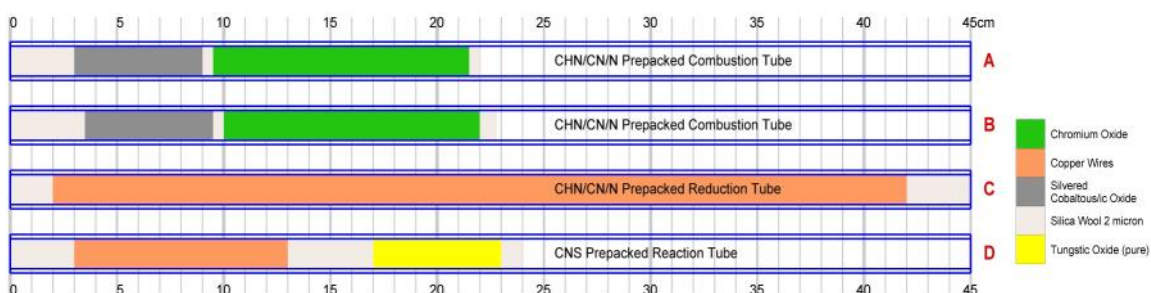 0 5 10 15 20 25 30 35 40 45cm
CHN/CN/N Prepacked Combustion Tube A
CHN/CN/N Prepacked Combustion Tube B
CHN/CN/N Prepacked Reduction Tube C
CNS Prepacked Reaction Tube D
0 5 10 15 20 25 30 35 40 45
Chromium Oxide
Copper Wires
Silvered
Cobaltous/ic Oxide
Silica Wool 2 micron
Tungstic Oxide (pure)